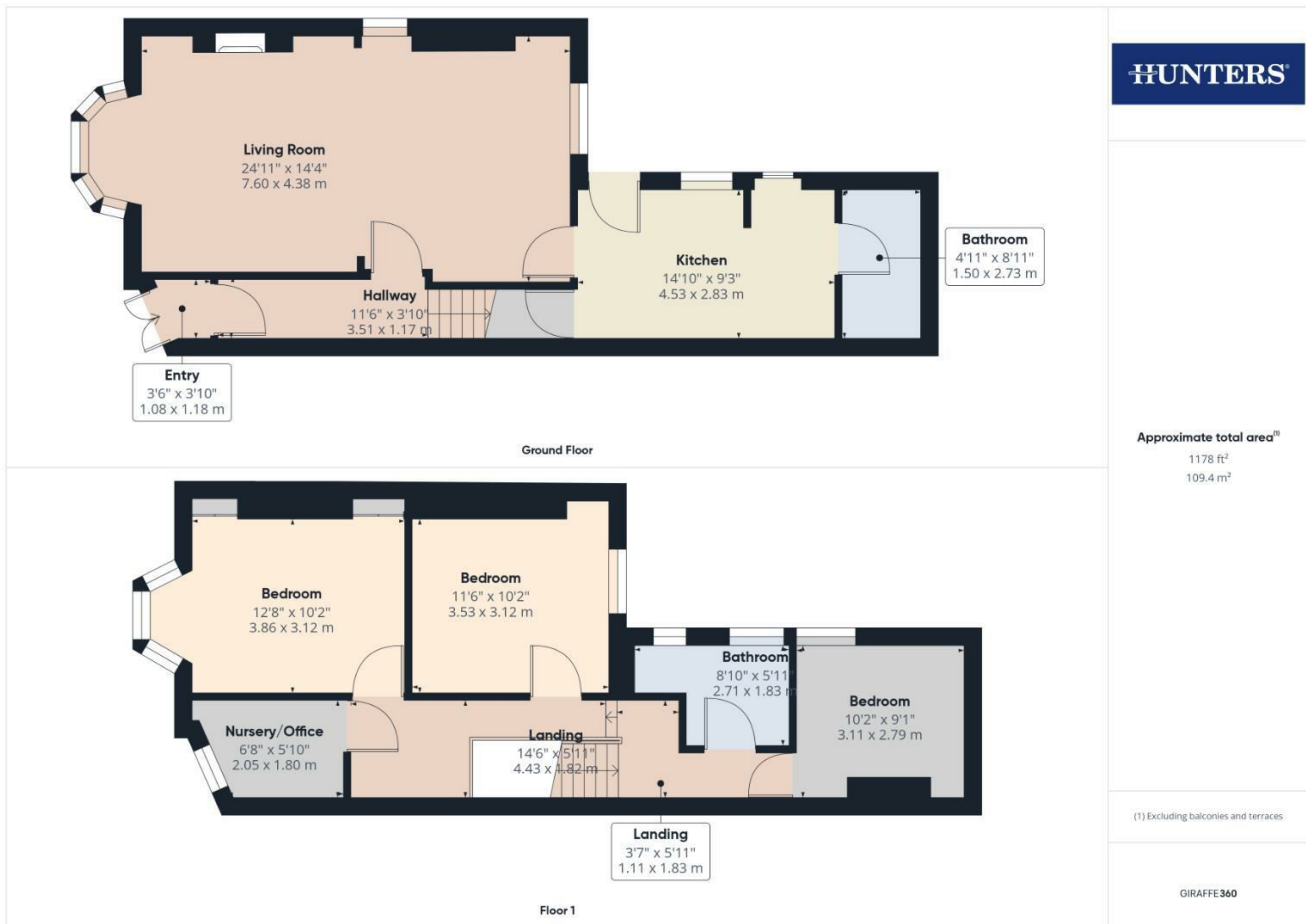 Living Room
24'11" x 14'4"
7.60 x 4.38 m
Kitchen
14'10" x 9'3"
4.53 x 2.83 m
Bathroom
4'11" x 8'11"
1.50 x 2.73 m
Hallway
11'6" x 3'10"
3.51 x 1.17 m
Entry
3'6" x 3'10"
1.08 x 1.18 m
Ground Floor
Bedroom
12'8" x 10'2"
3.86 x 3.12 m
Bedroom
11'6" x 10'2"
3.53 x 3.12 m
Bathroom
8'10" x 5'11"
2.71 x 1.83 m
Bedroom
10'2" x 9'1"
3.11 x 2.79 m
Nursery/Office
6'8" x 5'10"
2.05 x 1.80 m
Landing
14'6" x 5'11"
4.43 x 1.82 m
Landing
3'7" x 5'11"
1.11 x 1.83 m
Floor 1
HUNTERS®
Approximate total area(1)
1178 ft²
109.4 m²
(1) Excluding balconies and terraces
GIRAFFE360